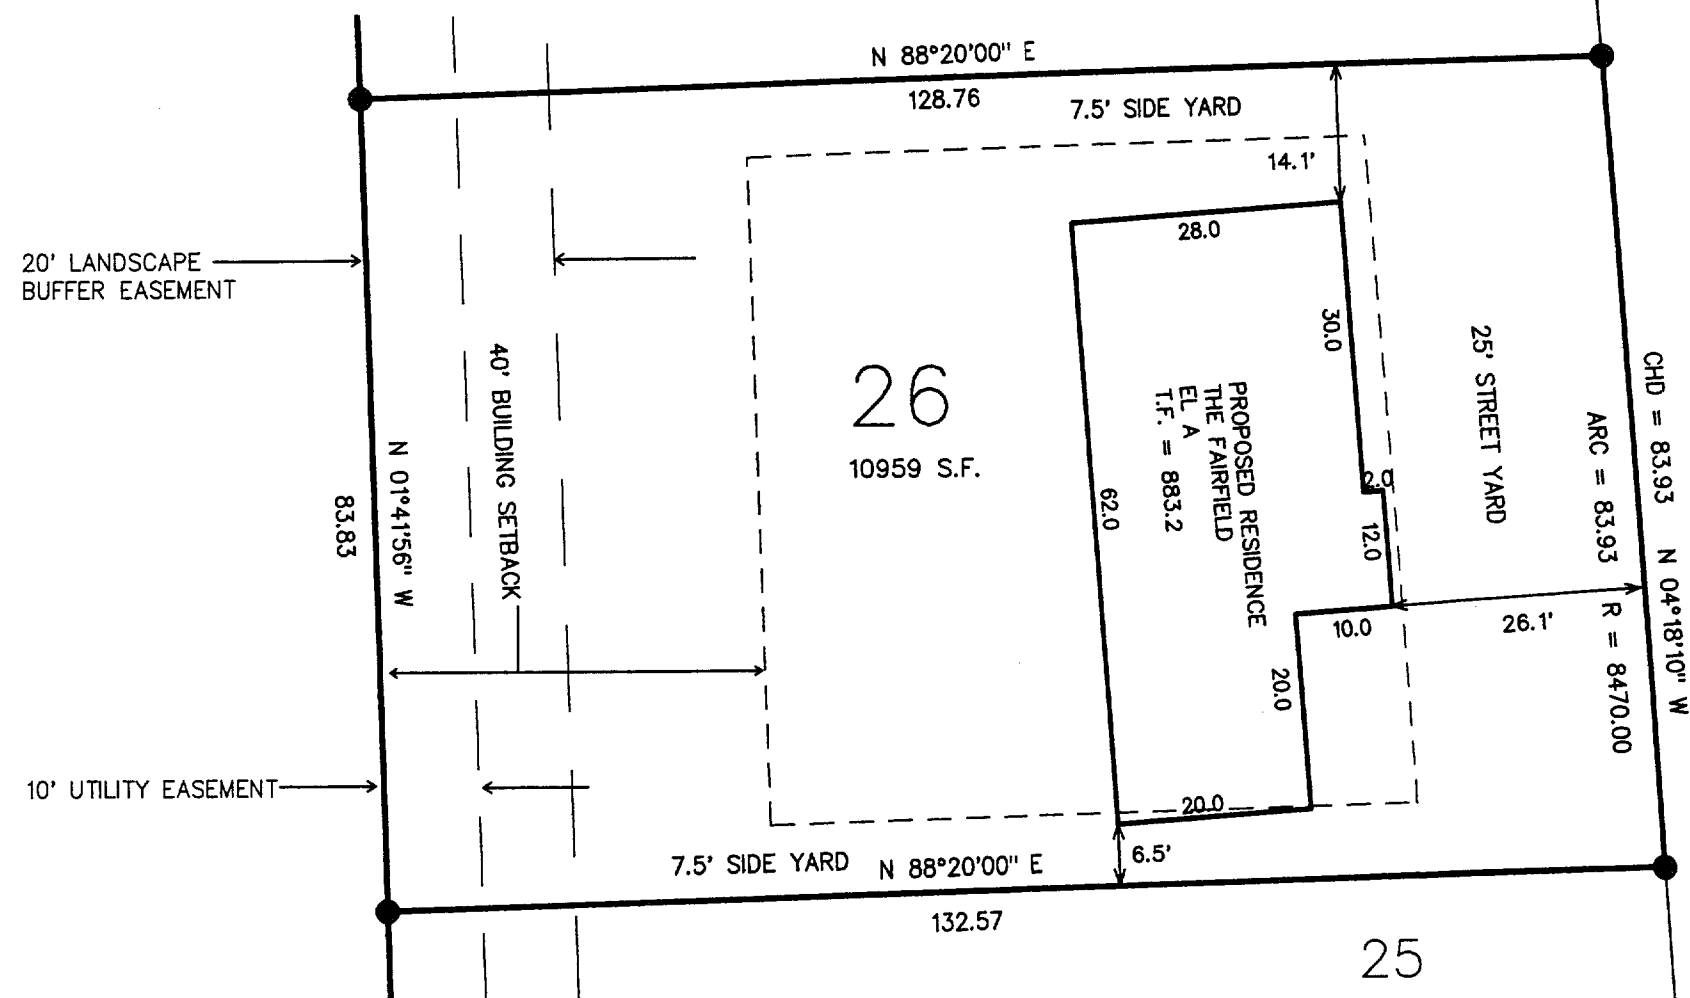 N 88°20'00" E
128.76
7.5' SIDE YARD
14.1'
28.0
20' LANDSCAPE
BUFFER EASEMENT
30.0
25' STREET YARD
40' BUILDING SETBACK
26
10959 S.F.
PROPOSED RESIDENCE
THE FAIRFIELD
EL A
T.F. = 883.2
62.0
2.0
12.0
CHD = 83.93 N 04°18'10" W
ARC = 83.93 R = 8470.00
N 01°41'56" W
83.83
10.0
26.1'
20.0
10' UTILITY EASEMENT
20.0
6.5'
7.5' SIDE YARD
N 88°20'00" E
132.57
25